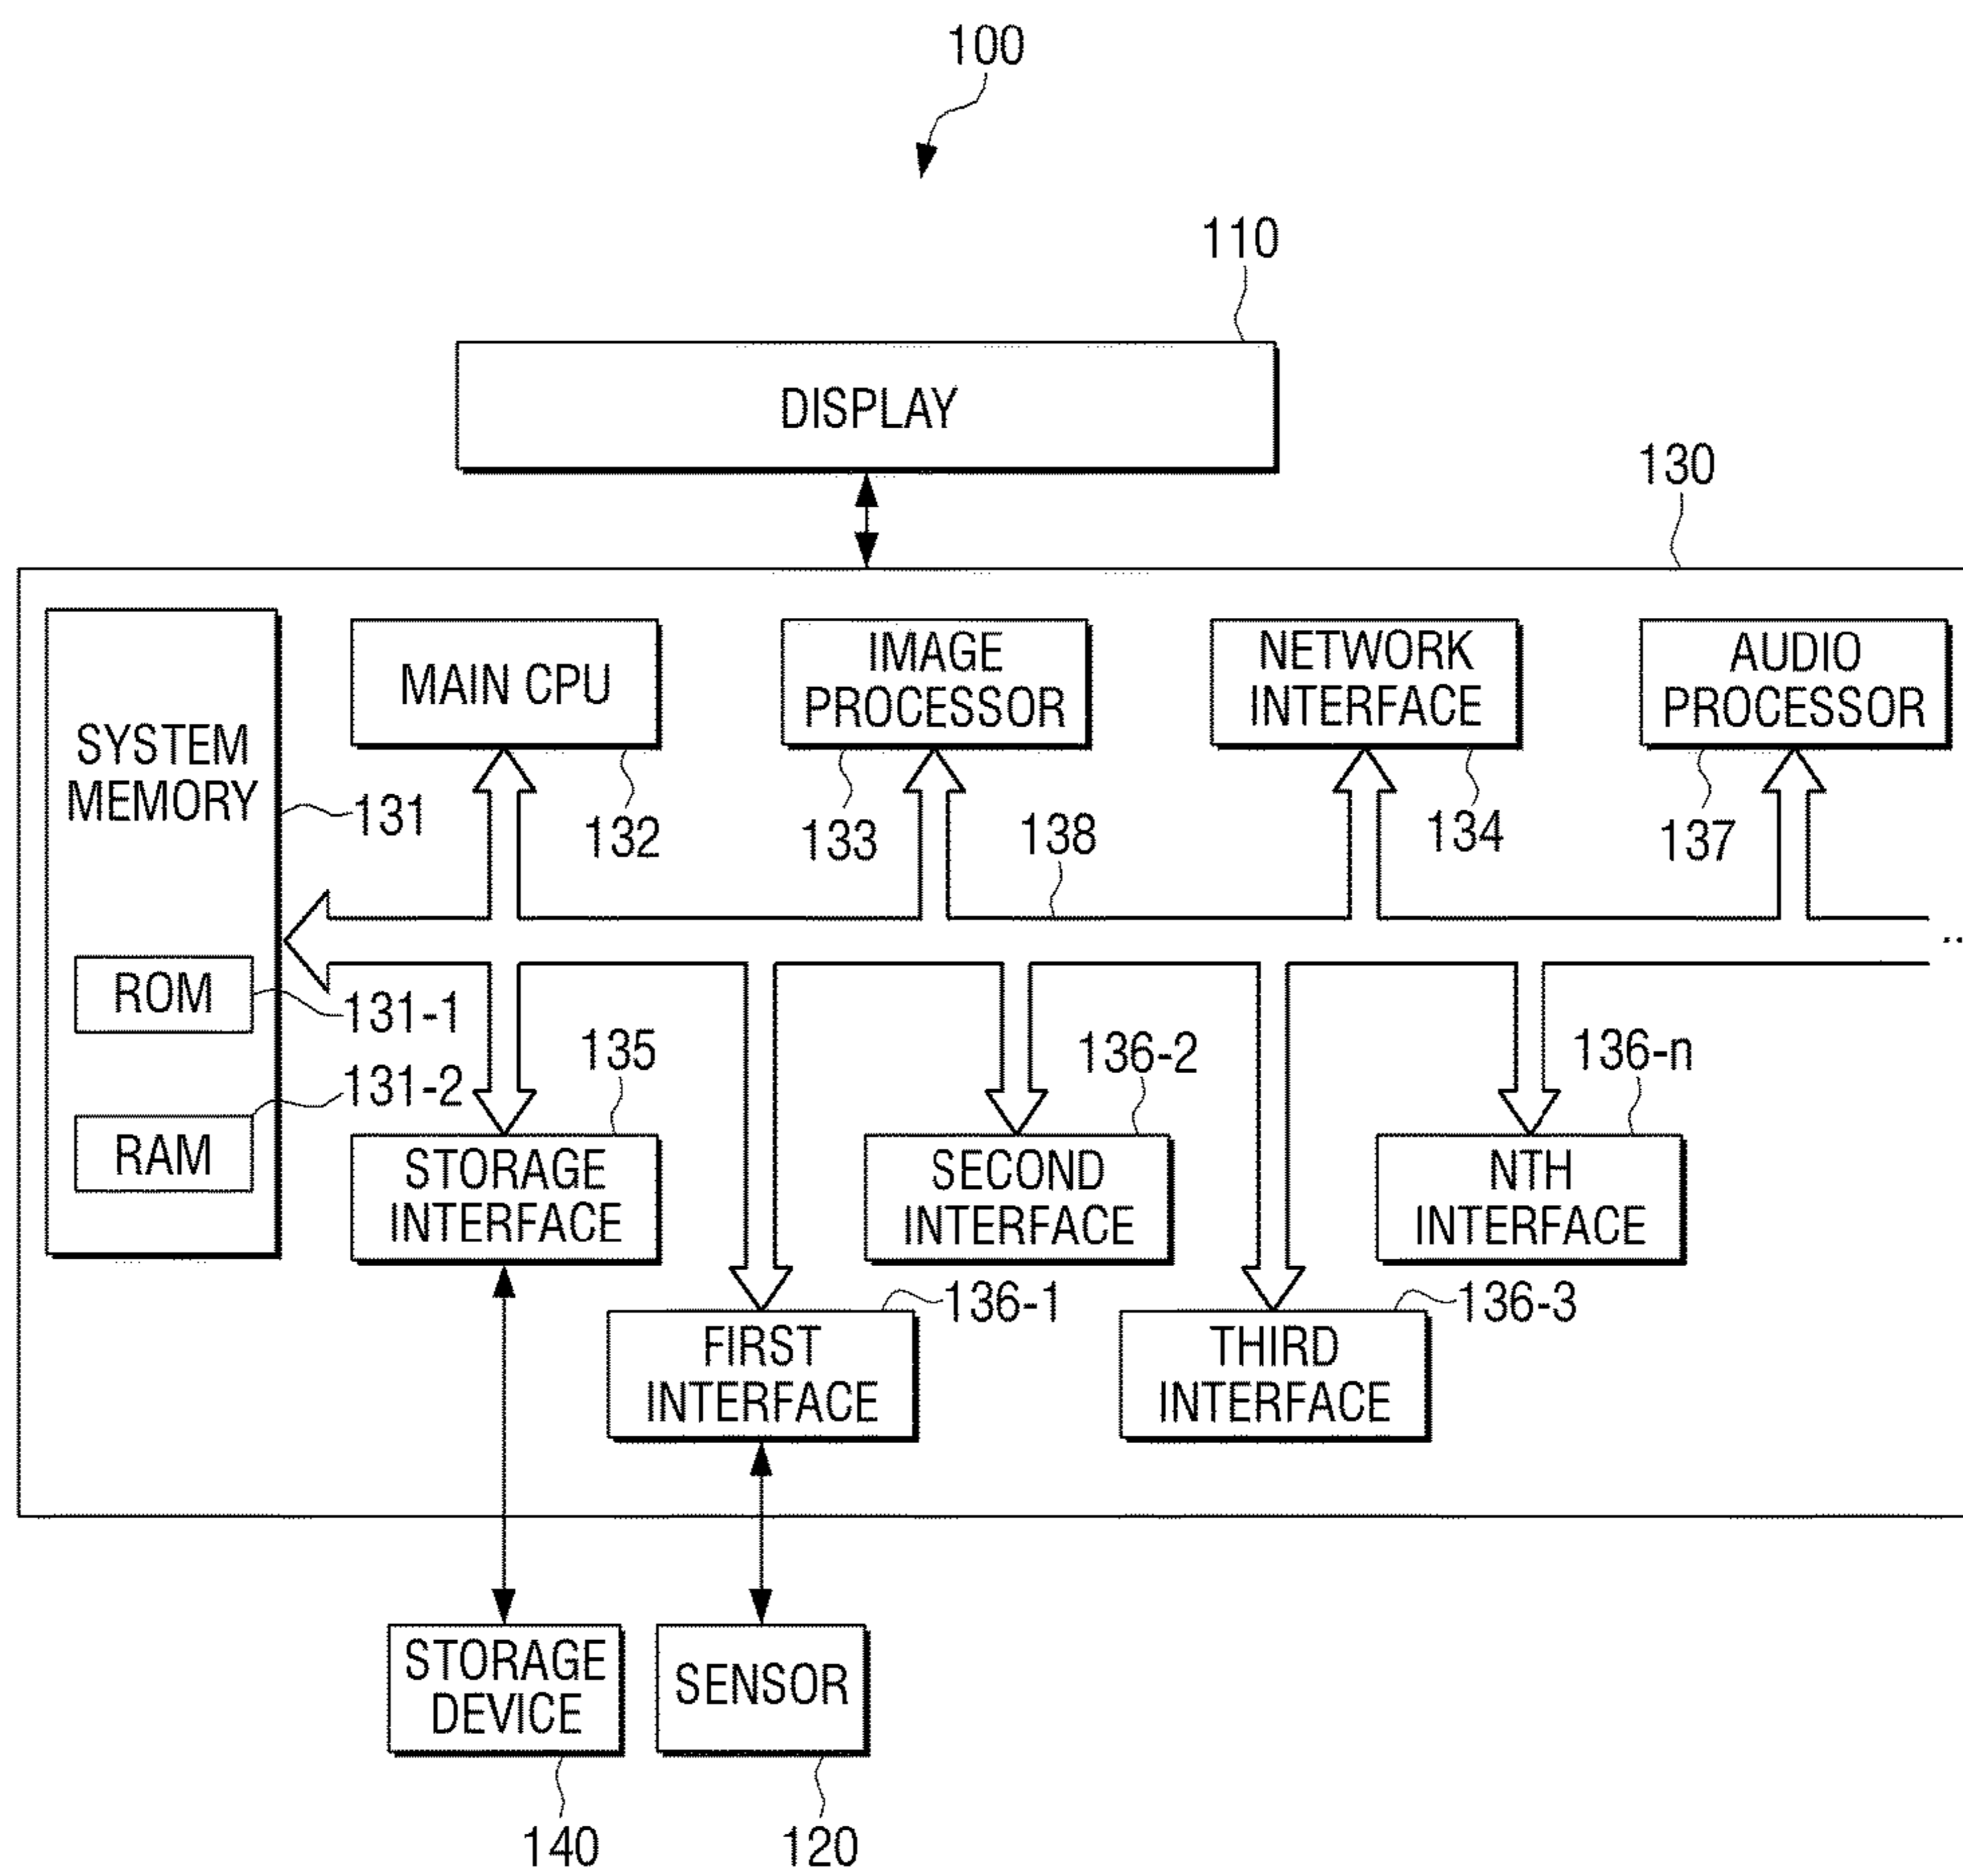 100
110
DISPLAY
130
SYSTEM
MEMORY
131
MAIN CPU
132
IMAGE
PROCESSOR
133
NETWORK
INTERFACE
134
AUDIO
PROCESSOR
137
138
..
ROM
131-1
RAM
131-2
135
STORAGE
INTERFACE
136-2
SECOND
INTERFACE
136-n
NTH
INTERFACE
136-1
FIRST
INTERFACE
136-3
THIRD
INTERFACE
STORAGE
DEVICE
140
SENSOR
120